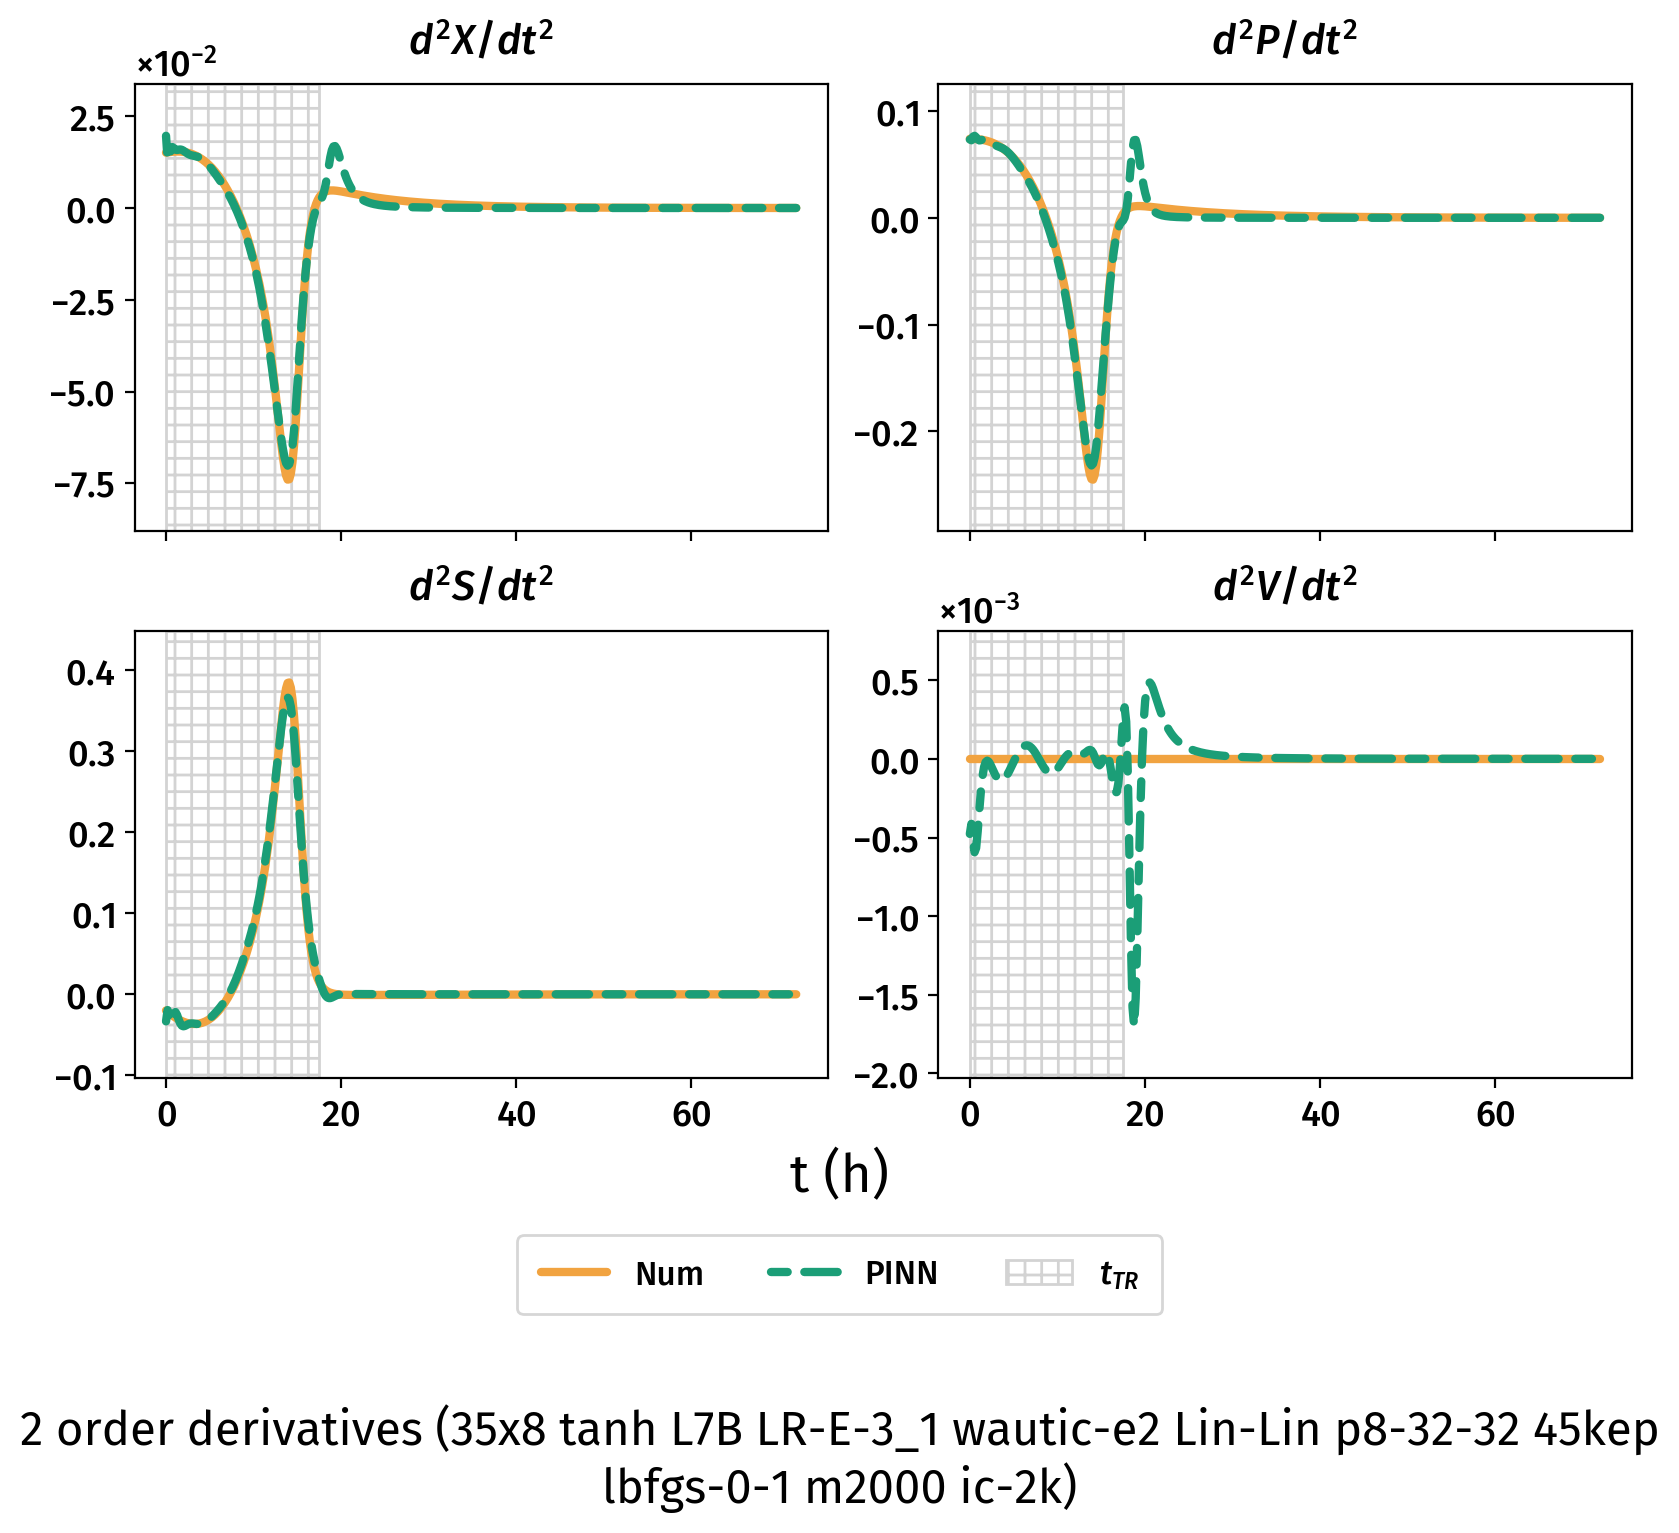 d²X/dt²
×10⁻²
2.5
0.0
−2.5
−5.0
−7.5
d²P/dt²
0.1
0.0
−0.1
−0.2
d²S/dt²
0.4
0.3
0.2
0.1
0.0
−0.1
0 20 40 60
d²V/dt²
×10⁻³
0.5
0.0
−0.5
−1.0
−1.5
−2.0
0 20 40 60
t (h)
Num PINN t_TR
2 order derivatives (35x8 tanh L7B LR-E-3_1 wautic-e2 Lin-Lin p8-32-32 45kep
lbfgs-0-1 m2000 ic-2k)